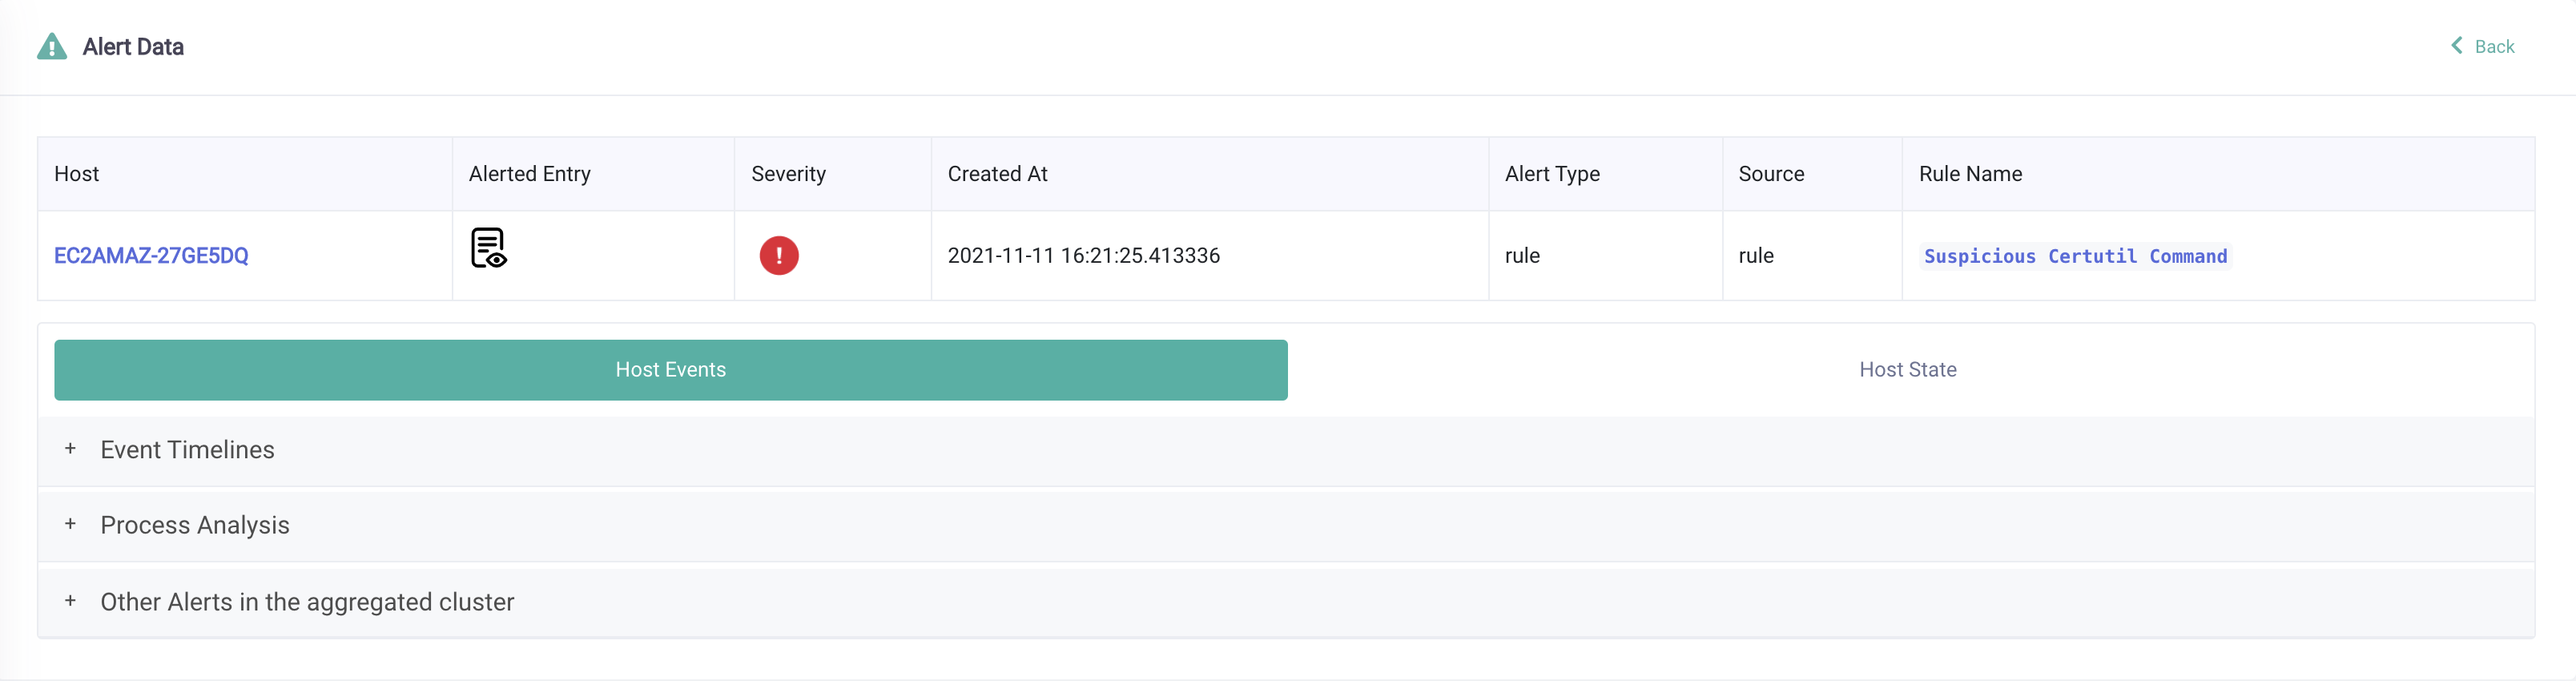 Alert Data
Back
Host Alerted Entry Severity Created At Alert Type Source Rule Name
EC2AMAZ-27GE5DQ 2021-11-11 16:21:25.413336 rule rule Suspicious Certutil Command
Host Events Host State
+ Event Timelines
+ Process Analysis
+ Other Alerts in the aggregated cluster